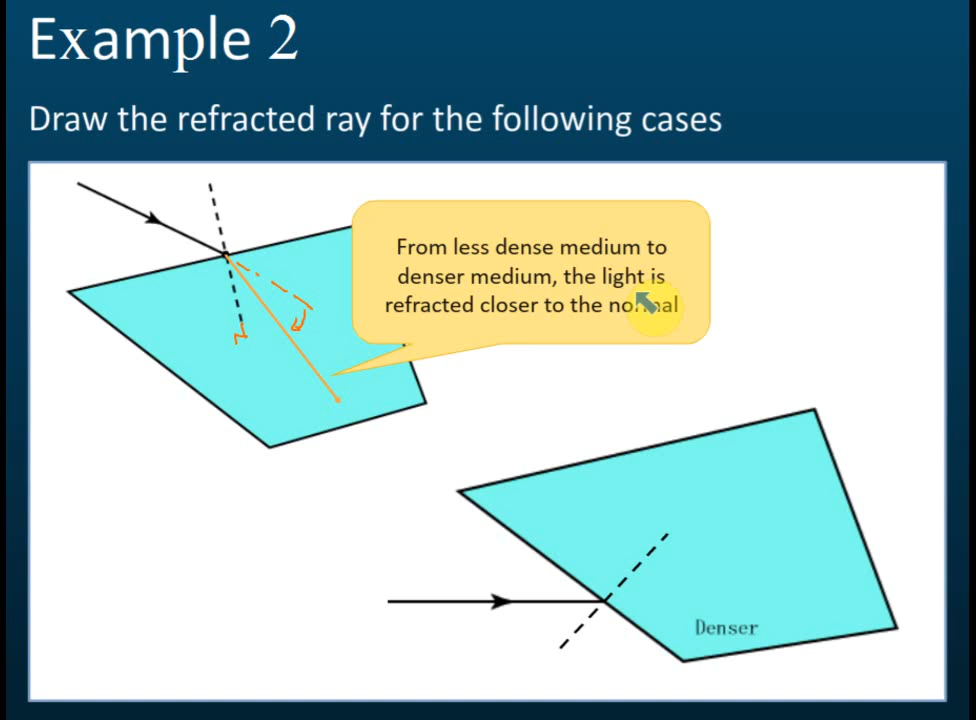 Example 2
Draw the refracted ray for the following cases
From less dense medium to
denser medium, the light is
refracted closer to the normal
N
Denser